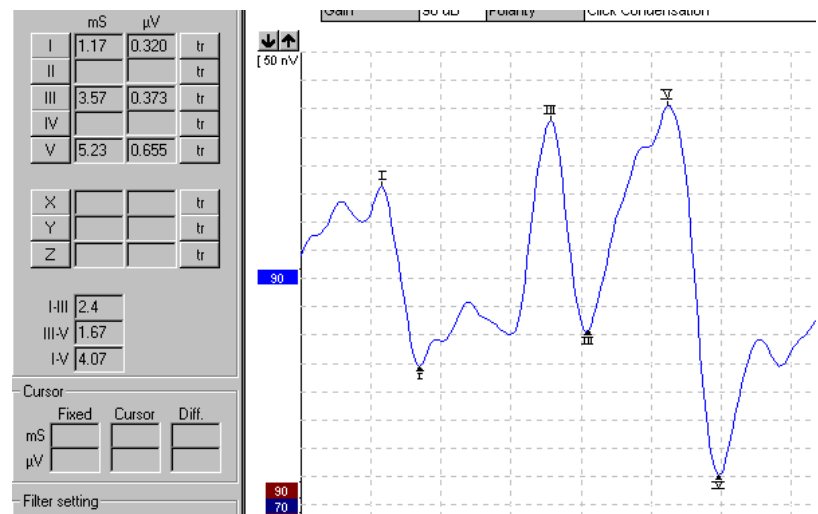 Gain 90 dB Polarity Click Condensation
mS µV
I 1.17 0.320 tr
II tr
III 3.57 0.373 tr
IV tr
V 5.23 0.655 tr
X tr
Y tr
Z tr
I-III 2.4
III-V 1.67
I-V 4.07
Cursor
Fixed Cursor Diff.
mS
µV
Filter setting
[ 50 nV
I III V
90
I III V
90
70